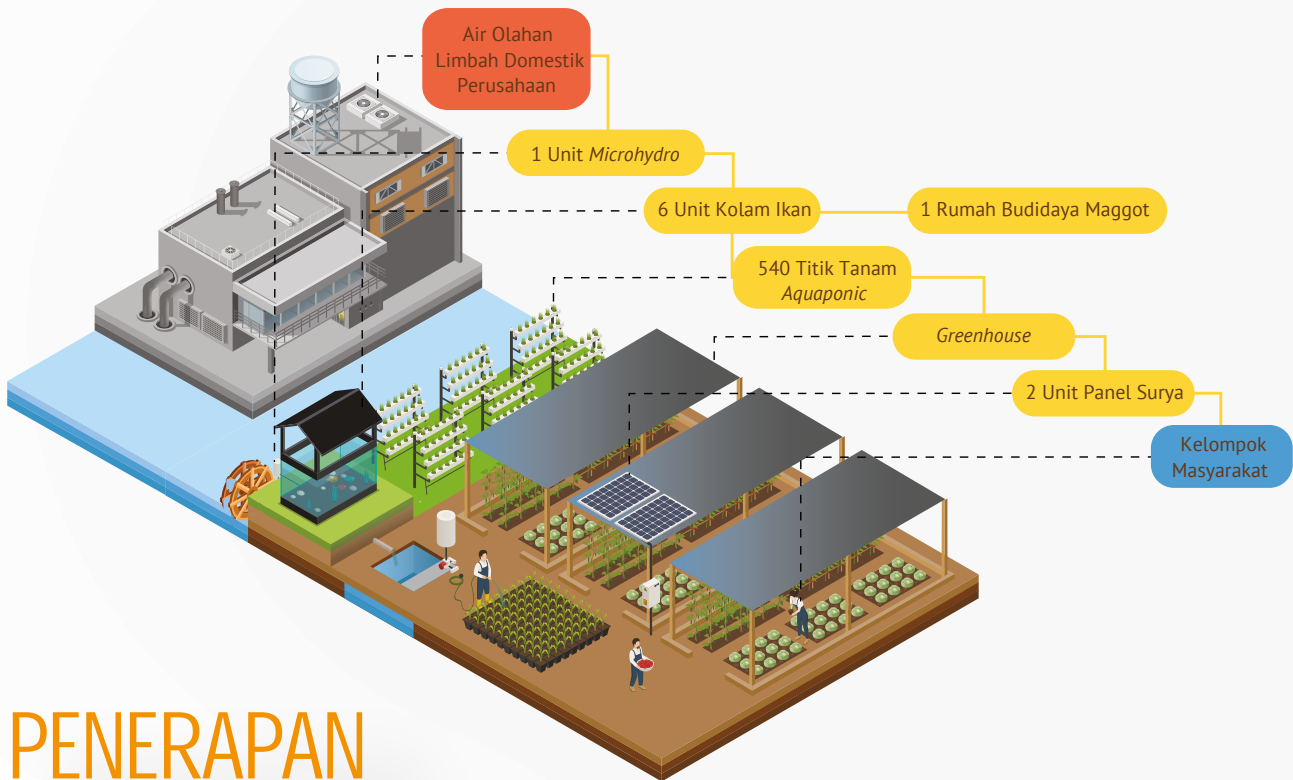 Air Olahan
Limbah Domestik
Perusahaan
1 Unit Microhydro
6 Unit Kolam Ikan
1 Rumah Budidaya Maggot
540 Titik Tanam
Aquaponic
Greenhouse
2 Unit Panel Surya
Kelompok
Masyarakat
PENERAPAN